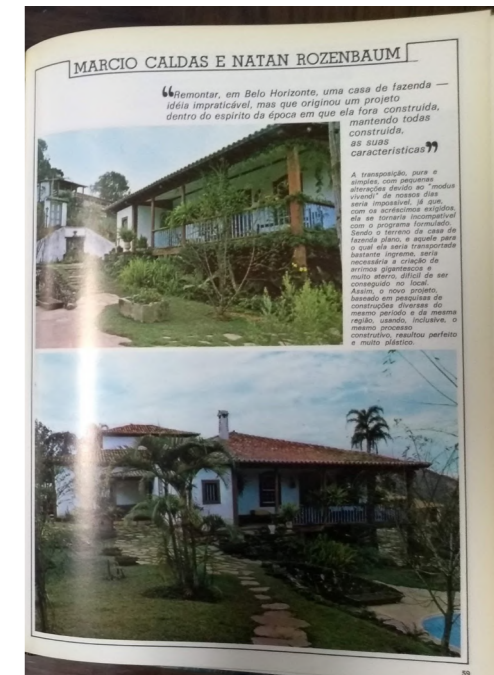 MARCIO CALDAS E NATAN ROZENBAUM
“Remontar, em Belo Horizonte, uma casa de fazenda —
idéia impraticável, mas que originou um projeto
dentro do espírito da época em que ela fora construida,
mantendo todas
construida,
as suas
características”
A transposição, pura e
simples, com pequenas
alterações devido ao "modus
vivendi" de nossos dias
seria impossível, já que,
com os acréscimos exigidos,
ela se tornaria incompatível
com o programa formulado.
Sendo o terreno da casa de
fazenda plano, e aquele para
o qual ela seria transportada
bastante íngreme, seria
necessária a criação de
arrimos gigantescos e
muito aterro, difícil de ser
conseguido no local.
Assim, o novo projeto,
baseado em pesquisas de
construções diversas do
mesmo período e da mesma
região, usando, inclusive, o
mesmo processo
construtivo, resultou perfeito
e muito plástico.
59